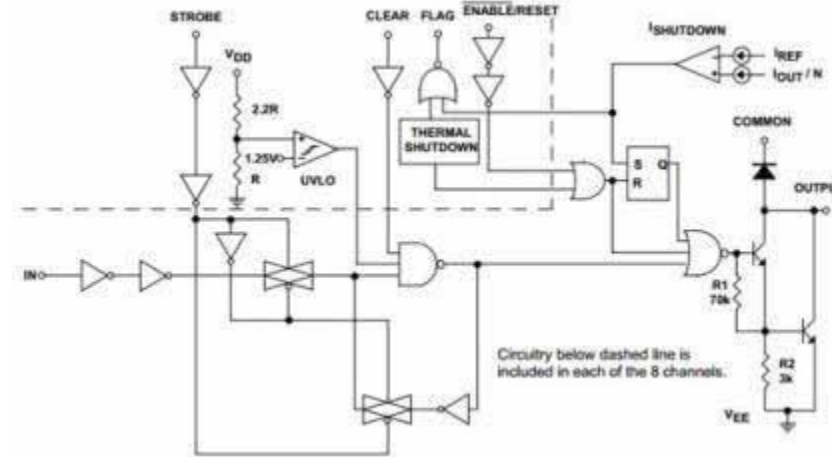 STROBE
CLEAR
FLAG
ENABLE/RESET
ISHUTDOWN
IREF
IOUT / N
VDD
2.2R
1.25V
R
UVLO
THERMAL
SHUTDOWN
S
Q
R
COMMON
OUTPU
IN
R1
70k
R2
3k
VEE
Circuitry below dashed line is
included in each of the 8 channels.